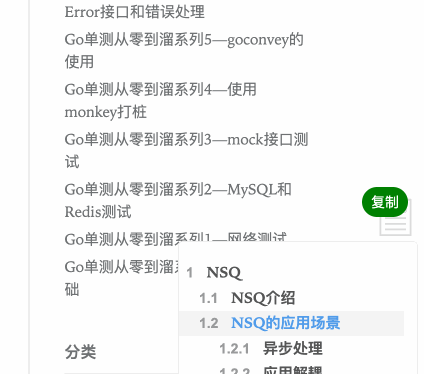 Error接口和错误处理
Go单测从零到溜系列5—goconvey的
使用
Go单测从零到溜系列4—使用
monkey打桩
Go单测从零到溜系列3—mock接口测
试
Go单测从零到溜系列2—MySQL和
Redis测试
复制
Go单测从零到溜系列1—网络测试
Go单测从零到溜
础
分类
1 NSQ
1.1 NSQ介绍
1.2 NSQ的应用场景
1.2.1 异步处理
1.2.2 应用解耦